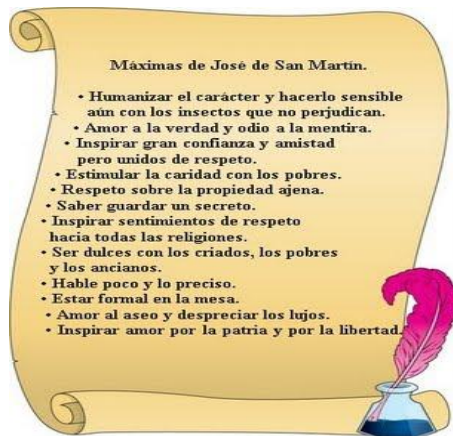 Máximas de José de San Martín.
• Humanizar el carácter y hacerlo sensible
aún con los insectos que no perjudican.
• Amor a la verdad y odio a la mentira.
• Inspirar gran confianza y amistad
pero unidos de respeto.
• Estimular la caridad con los pobres.
• Respeto sobre la propiedad ajena.
• Saber guardar un secreto.
• Inspirar sentimientos de respeto
hacia todas las religiones.
• Ser dulces con los criados, los pobres
y los ancianos.
• Hable poco y lo preciso.
• Estar formal en la mesa.
• Amor al aseo y despreciar los lujos.
• Inspirar amor por la patria y por la libertad.